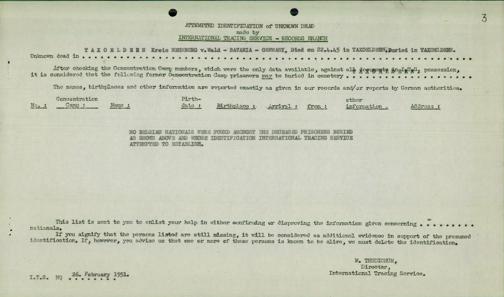 3
ATTEMPTED IDENTIFICATION OF UNKNOWN DEAD
made by
INTERNATIONAL TRACING SERVICE - RECORDS BRANCH
Unknown dead in TAXOELDERN Kreis NEUNBURG v.Wald - BAVARIA - GERMANY, Died on 22.4.45 in TAXOELDERN, Buried in TAXOELDERN.
After checking the Concentration Camp numbers, which were the only data available, against all documents in I.T.S. possession,
it is considered that the following former Concentration Camp prisoners may be buried in cemetery
The names, birthplaces and other information are reported exactly as given in our records and/or reports by German authorities.
Concentration Birth- other
No. : Camp : Name : date : Birthplace : Arrival : from : information . Address :
NO BELGIAN NATIONALS WERE FOUND AMONGST THE DECEASED PRISONERS BURIED
AS SHOWN ABOVE AND WHOSE IDENTIFICATION INTERNATIONAL TRACING SERVICE
ATTEMPTED TO ESTABLISH.
This list is sent to you to enlist your help in either confirming or disproving the information given concerning
nationals.
If you signify that the persons listed are still missing, it will be considered as additional evidence in support of the presumed
identification. If, however, you advise us that one or more of these persons is known to be alive, we must delete the identification.
Director,
International Tracing Service.
I.T.S. NQ 26. February 1951.